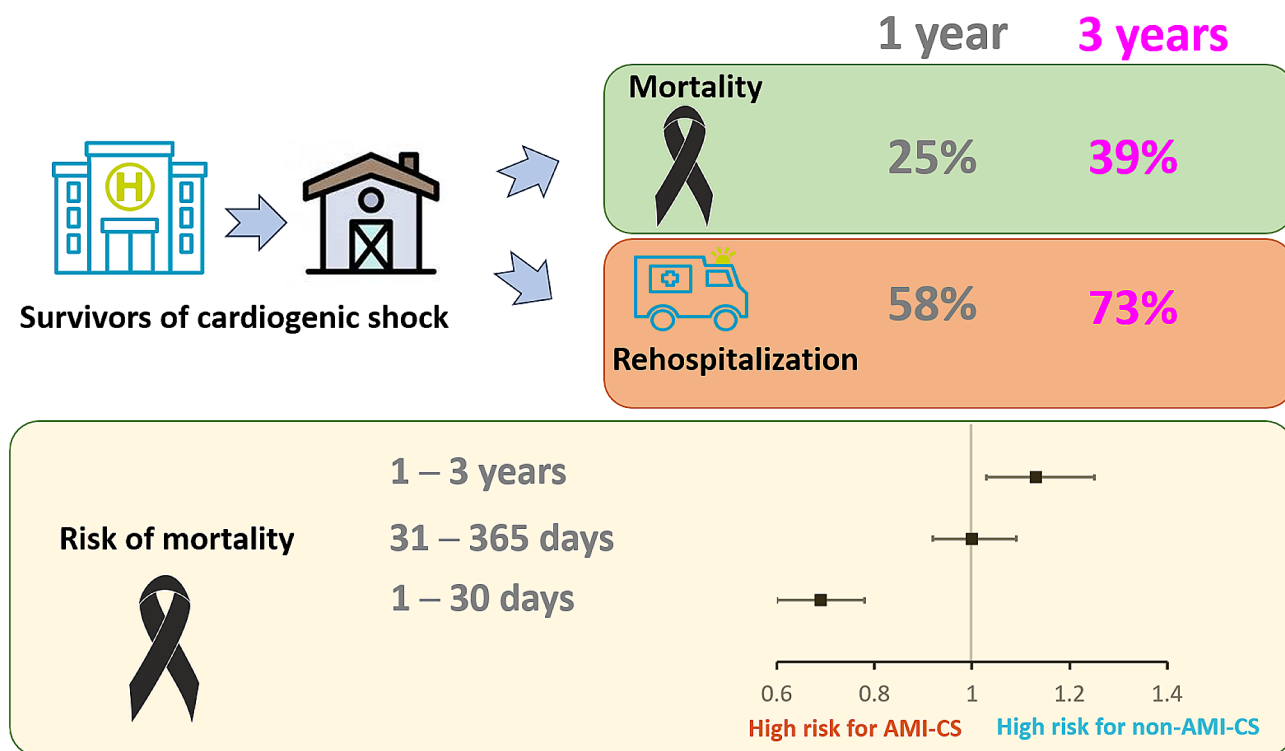 1 year 3 years
Mortality
25% 39%
H
Survivors of cardiogenic shock
58% 73%
Rehospitalization
1 – 3 years
Risk of mortality 31 – 365 days
1 – 30 days
0.6 0.8 1 1.2 1.4
High risk for AMI-CS High risk for non-AMI-CS